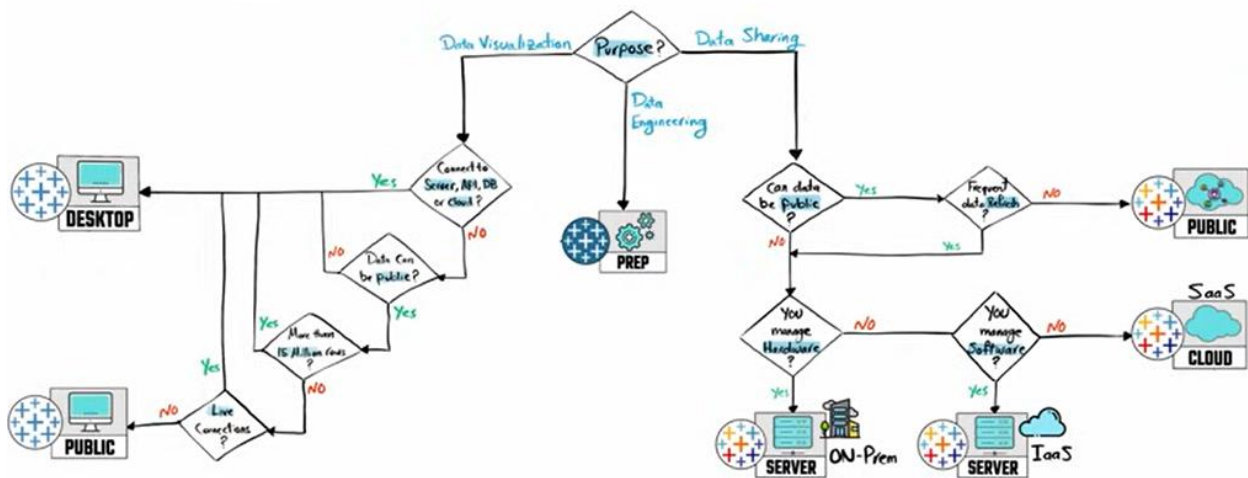 Data Visualization
Purpose?
Data Sharing
Data
Engineering
Connect to
Server, API, DB
or Cloud?
Yes
NO
DESKTOP
Data Can
be public?
NO
Yes
More than
15 Million rows
?
Yes
NO
Live
Connections
?
Yes
NO
PUBLIC
PREP
Can data
be public
?
Yes
NO
Frequent
data Refresh
?
NO
Yes
PUBLIC
You
manage
Hardware
?
NO
Yes
You
manage
Software
?
NO
Yes
SaaS
CLOUD
SERVER
ON-Prem
SERVER
IaaS